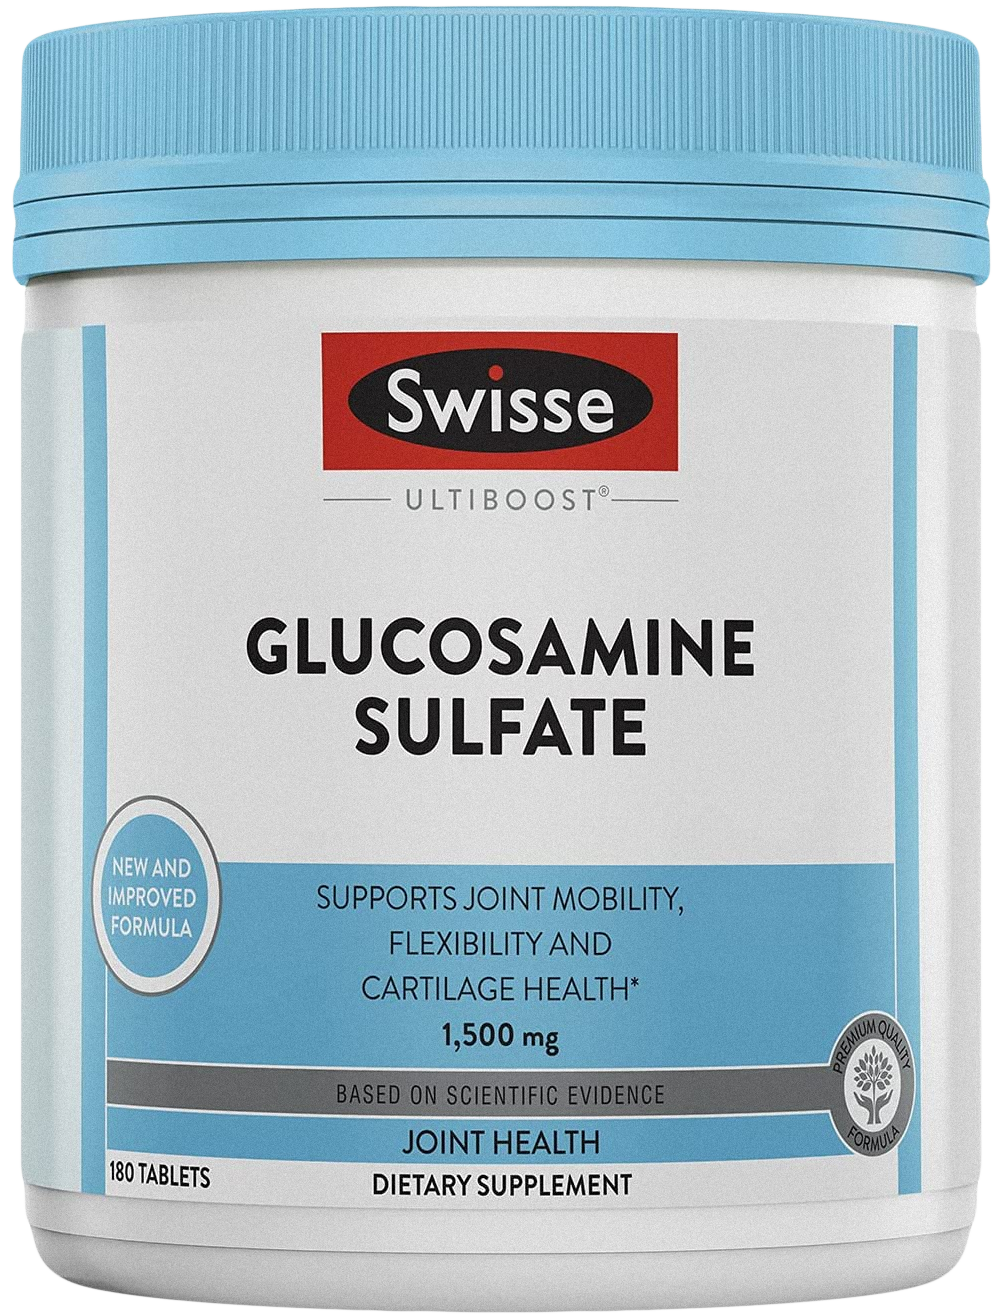 Swisse
ULTIBOOST®
GLUCOSAMINE
SULFATE
NEW AND
IMPROVED
FORMULA
SUPPORTS JOINT MOBILITY,
FLEXIBILITY AND
CARTILAGE HEALTH*
1,500 mg
PREMIUM QUALITY
FORMULA
BASED ON SCIENTIFIC EVIDENCE
JOINT HEALTH
180 TABLETS
DIETARY SUPPLEMENT